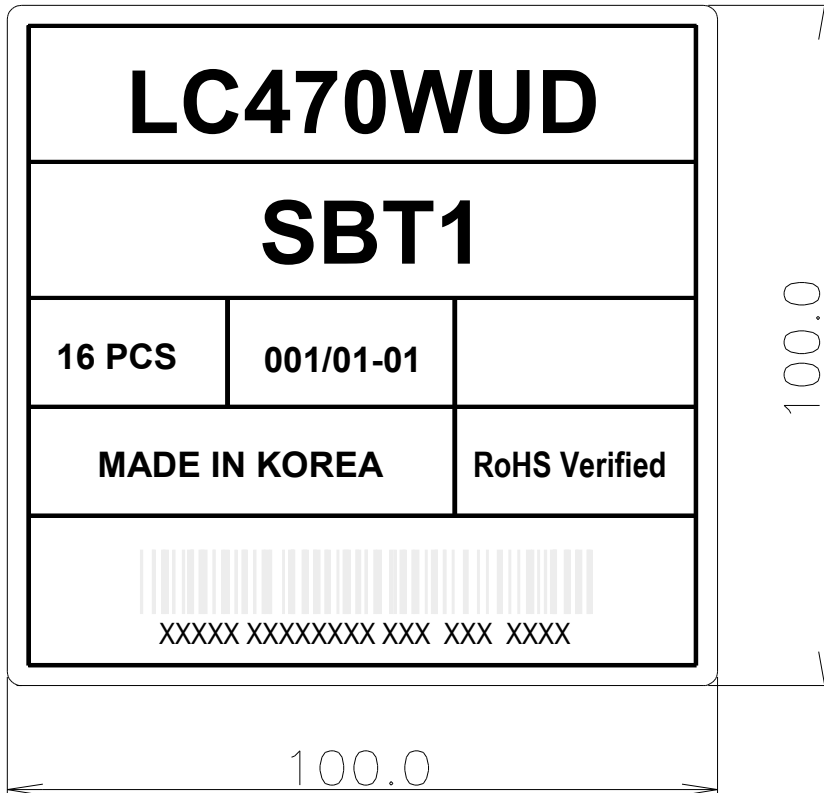 LC470WUD
SBT1
16 PCS
001/01-01
MADE IN KOREA
RoHS Verified
XXXXX XXXXXXXX XXX XXX XXXX
100.0
100.0